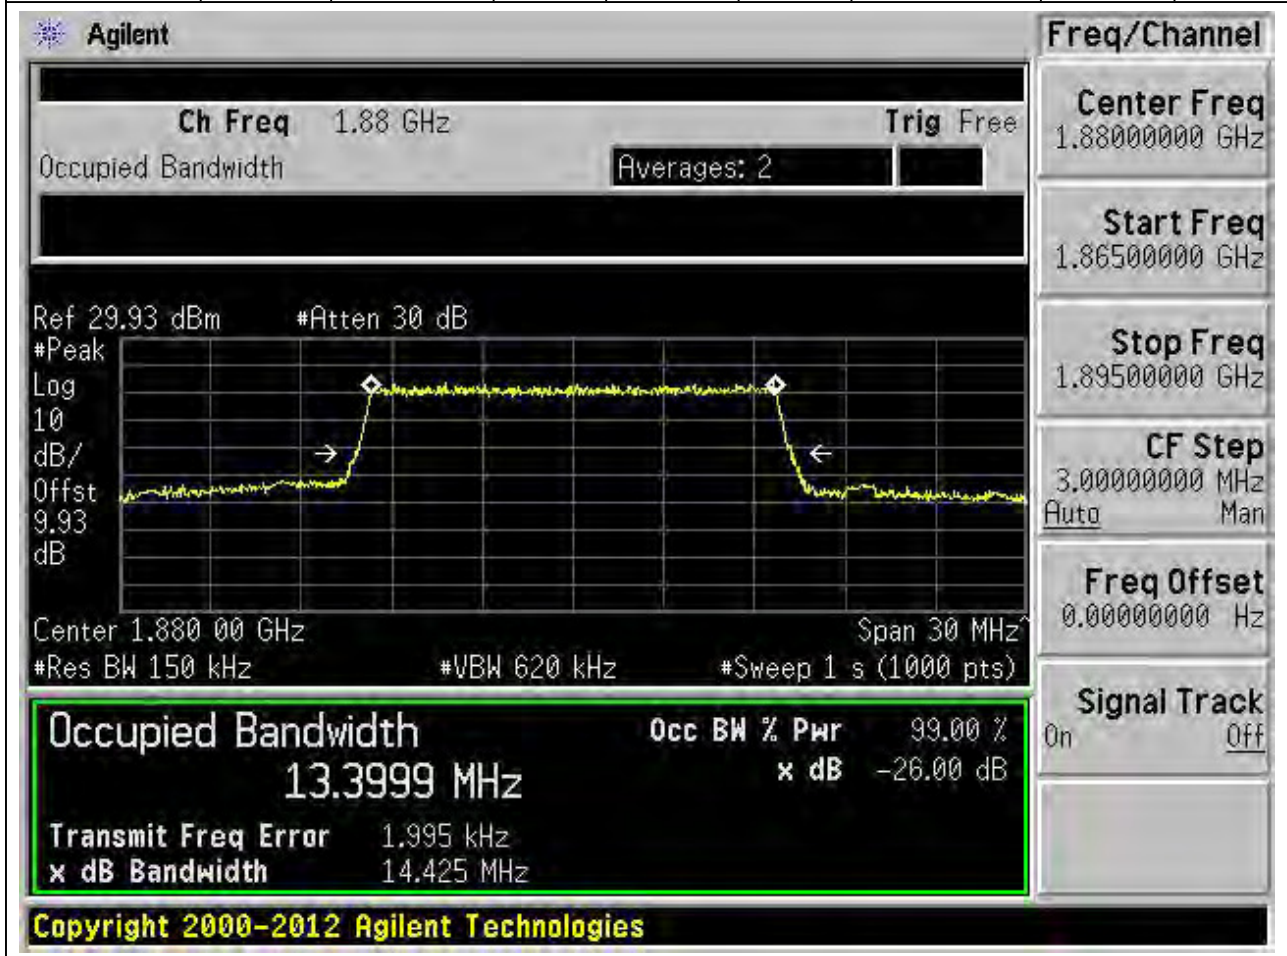 Agilent
Freq/Channel
Ch Freq 1.88 GHz Trig Free
Occupied Bandwidth Averages: 2
Center Freq
1.88000000 GHz
Start Freq
1.86500000 GHz
Stop Freq
1.89500000 GHz
CF Step
3.00000000 MHz
Auto Man
Freq Offset
0.00000000 Hz
Signal Track
On Off
Ref 29.93 dBm #Atten 30 dB
#Peak
Log
10
dB/
Offst
9.93
dB
Center 1.880 00 GHz Span 30 MHz^
#Res BW 150 kHz #VBW 620 kHz #Sweep 1 s (1000 pts)
Occupied Bandwidth Occ BW % Pwr 99.00 %
13.3999 MHz x dB -26.00 dB
Transmit Freq Error 1.995 kHz
x dB Bandwidth 14.425 MHz
Copyright 2000-2012 Agilent Technologies